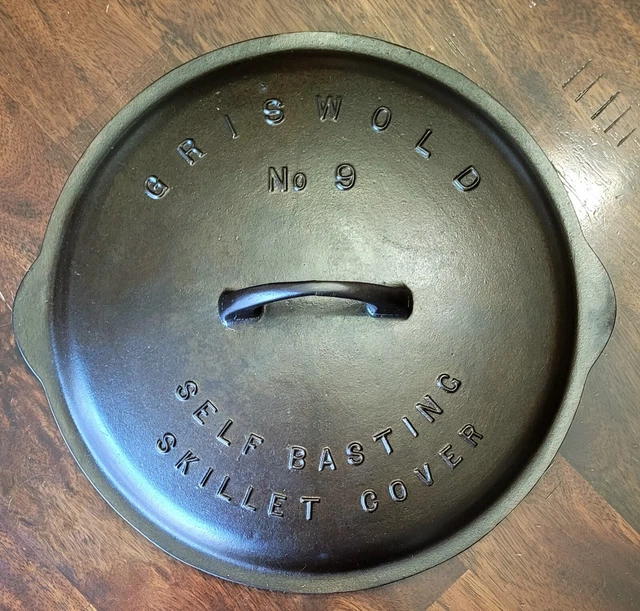 GRISWOLD
No 9
SELF BASTING
SKILLET COVER